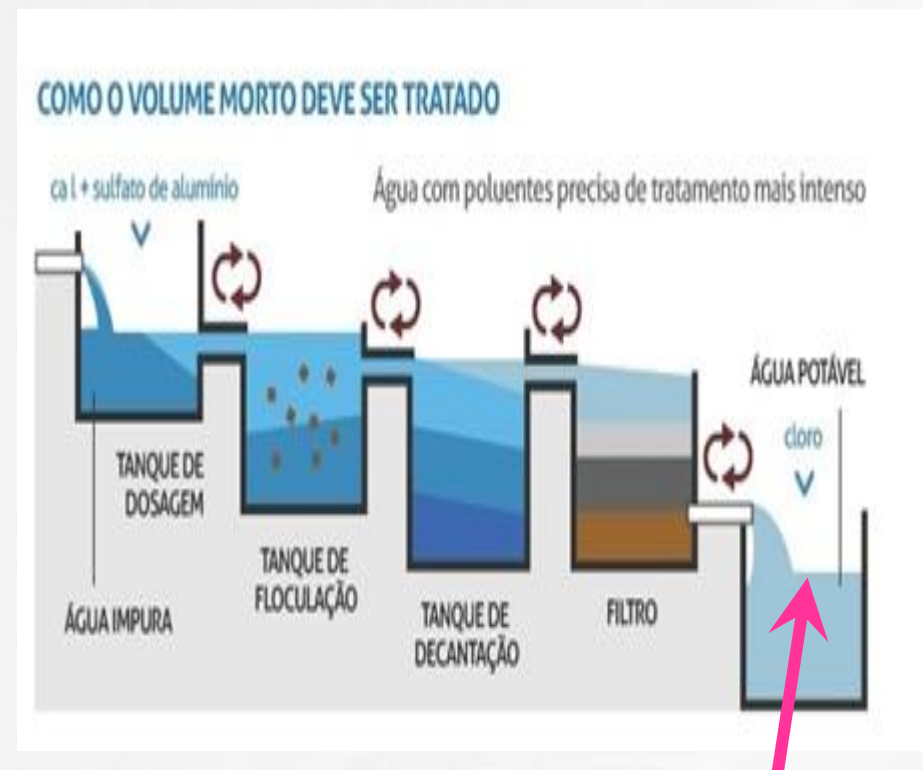 COMO O VOLUME MORTO DEVE SER TRATADO
ca l + sulfato de alumínio
Água com poluentes precisa de tratamento mais intenso
ÁGUA POTÁVEL
cloro
TANQUE DE
DOSAGEM
ÁGUA IMPURA
TANQUE DE
FLOCULAÇÃO
TANQUE DE
DECANTAÇÃO
FILTRO